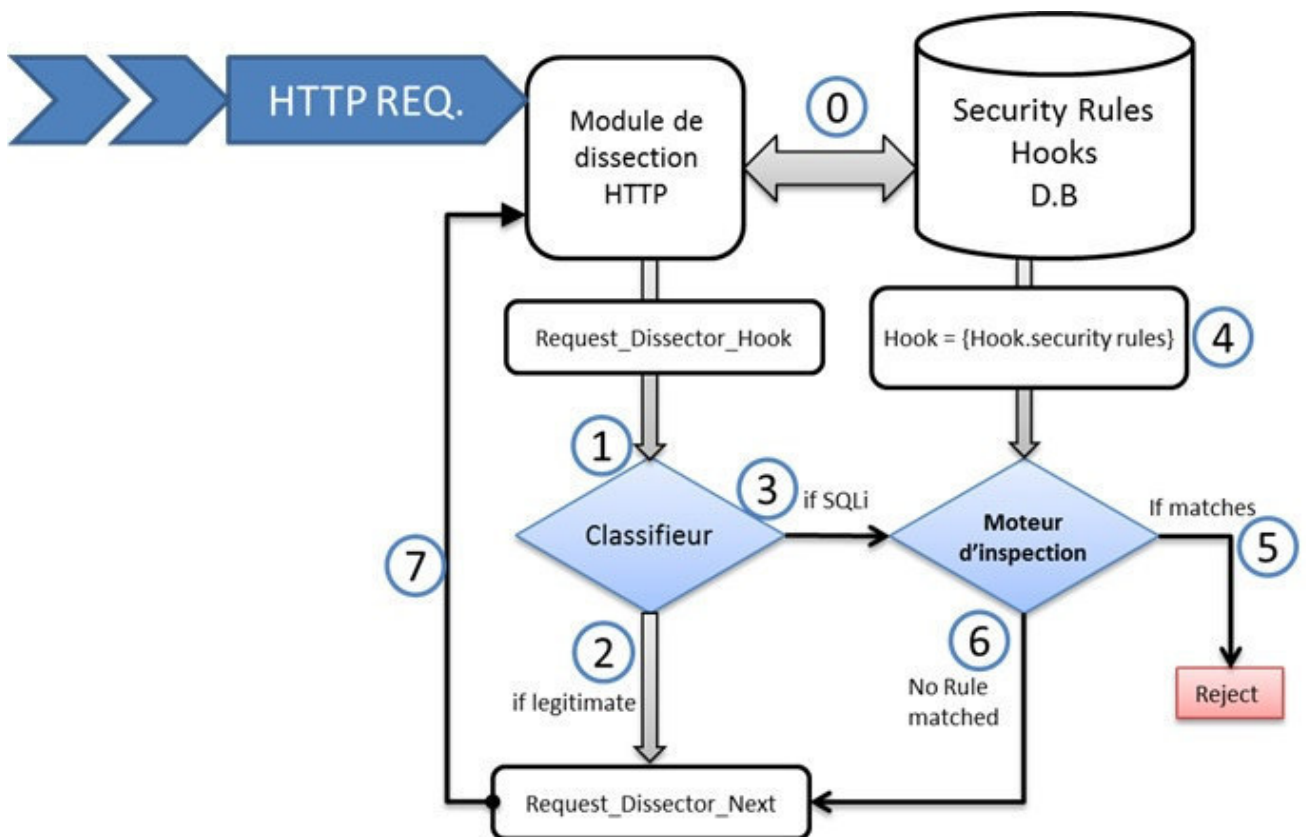 HTTP REQ.
Module de
dissection
HTTP
0
Security Rules
Hooks
D.B
Request_Dissector_Hook
Hook = {Hook.security rules}
4
1
3
if SQLi
Classifieur
Moteur
d'inspection
If matches
5
7
2
if legitimate
6
No Rule
matched
Reject
Request_Dissector_Next